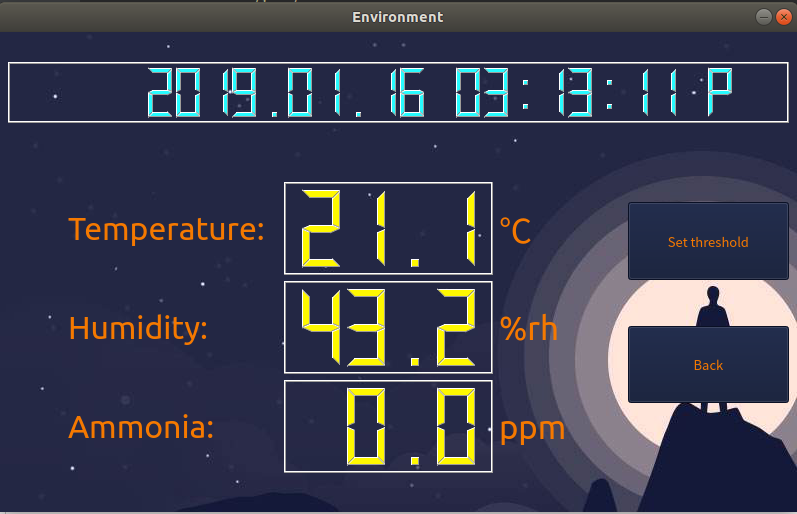 Environment
2019.01.16 03:13:11 P
Temperature: 21.1 °C
Set threshold
Humidity: 43.2 %rh
Back
Ammonia: 0.0 ppm